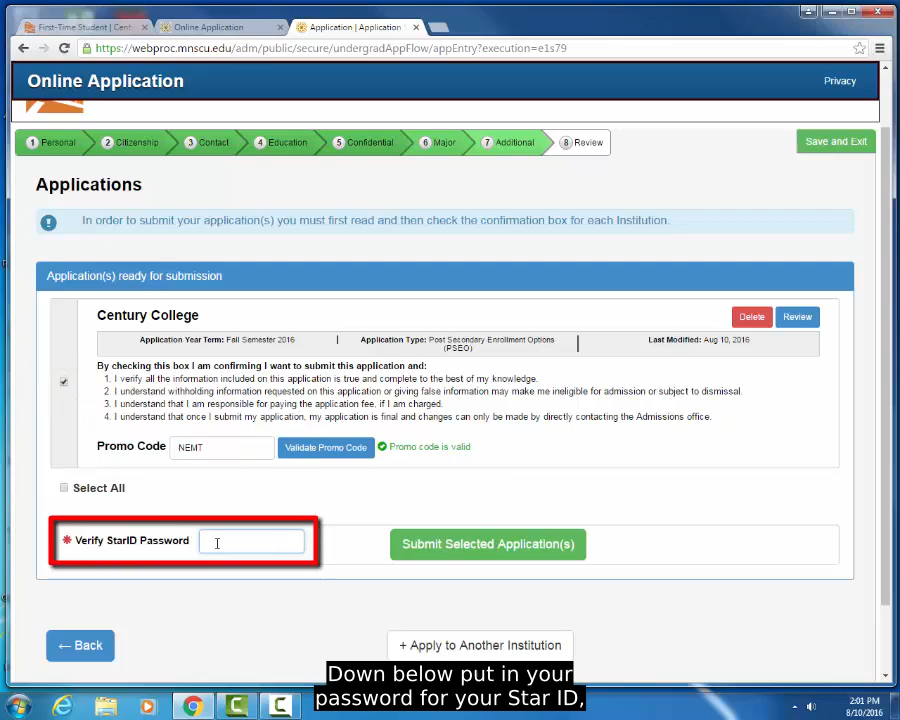 First-Time Student | Cent
Online Application
Application | Application
https://webproc.mnscu.edu/adm/public/secure/undergradAppFlow/appEntry?execution=e1s79
Online Application
Privacy
1 Personal
2 Citizenship
3 Contact
4 Education
5 Confidential
6 Major
7 Additional
8 Review
Save and Exit
Applications
In order to submit your application(s) you must first read and then check the confirmation box for each Institution.
Application(s) ready for submission
Century College
Delete
Review
Application Year Term: Fall Semester 2016
Application Type: Post Secondary Enrollment Options
(PSEO)
Last Modified: Aug 10, 2016
By checking this box I am confirming I want to submit this application and:
1. I verify all the information included on this application is true and complete to the best of my knowledge.
2. I understand withholding information requested on this application or giving false information may make me ineligible for admission or subject to dismissal.
3. I understand that I am responsible for paying the application fee, if I am charged.
4. I understand that once I submit my application, my application is final and changes can only be made by directly contacting the Admissions office.
Promo Code
NEMT
Validate Promo Code
Promo code is valid
Select All
* Verify StarID Password
Submit Selected Application(s)
← Back
+ Apply to Another Institution
Down below put in your
password for your Star ID,
2:01 PM
8/10/2016